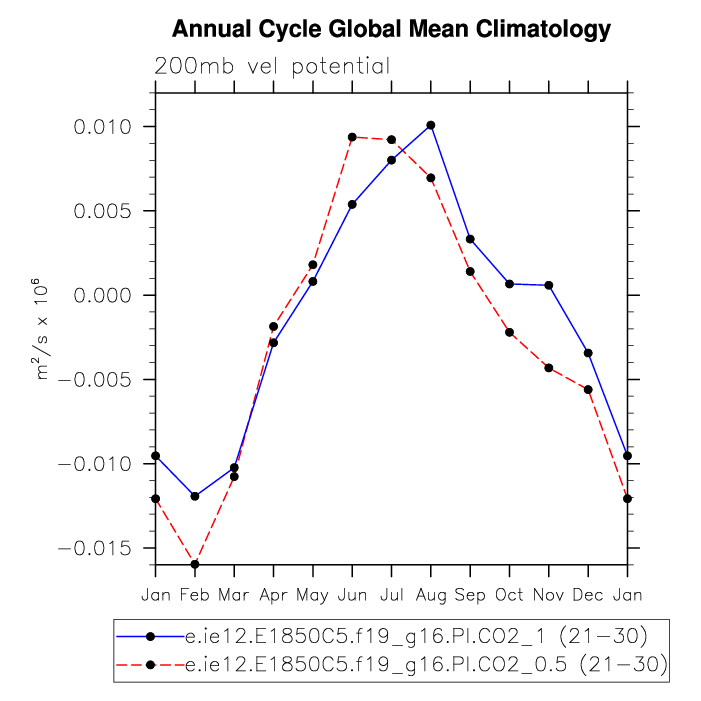 Annual Cycle Global Mean Climatology
200mb vel potential
0.010
0.005
0.000
−0.005
−0.010
−0.015
m²/s x 10⁶
Jan Feb Mar Apr May Jun Jul Aug Sep Oct Nov Dec Jan
e.ie12.E1850C5.f19_g16.PI.CO2_1 (21−30)
e.ie12.E1850C5.f19_g16.PI.CO2_0.5 (21−30)